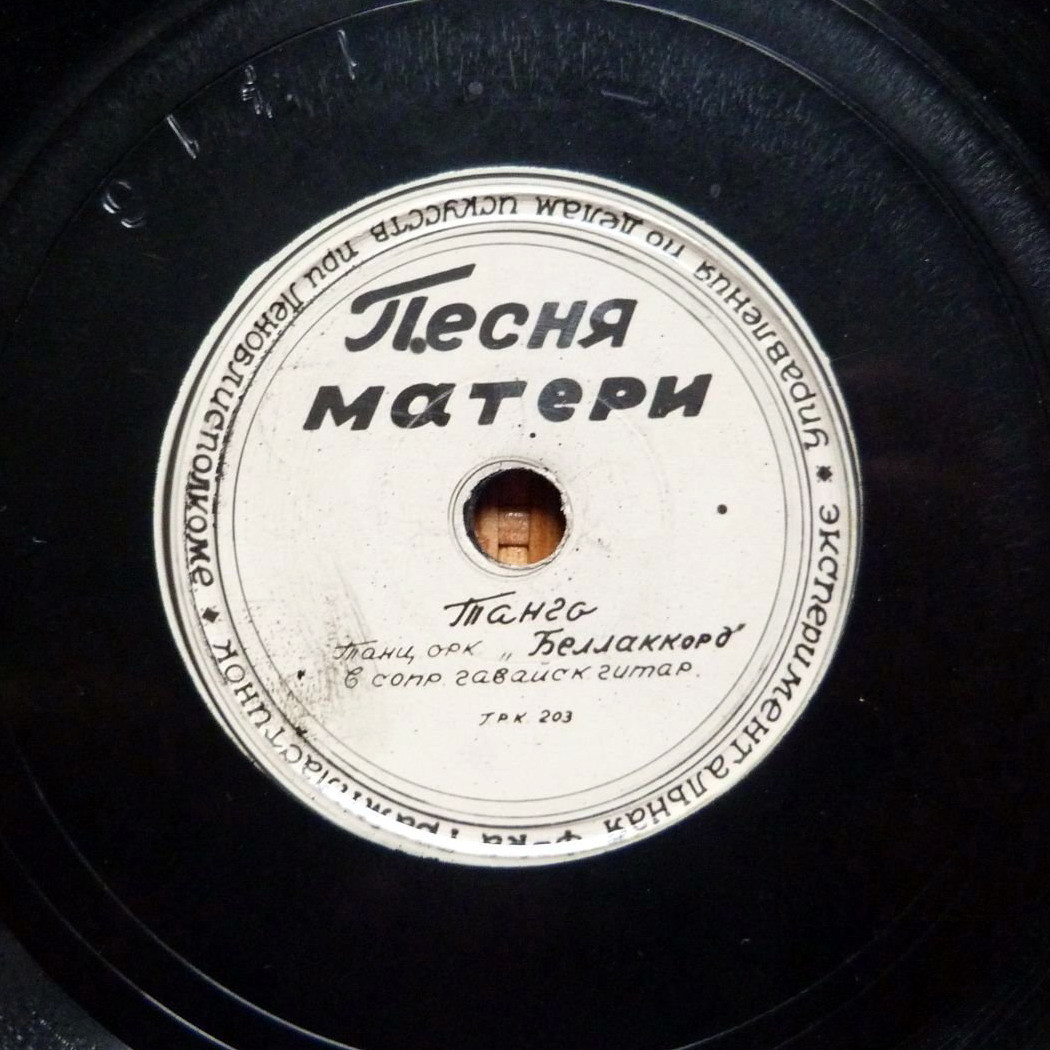 Песня
матери
Танго
Танц. орк. „Беллаккорд"
в сопр. гавайск гитар.
ГРК 203
экспериментальная ф-ка грампластинок * управления по делам искусств при Леноблисполкоме *